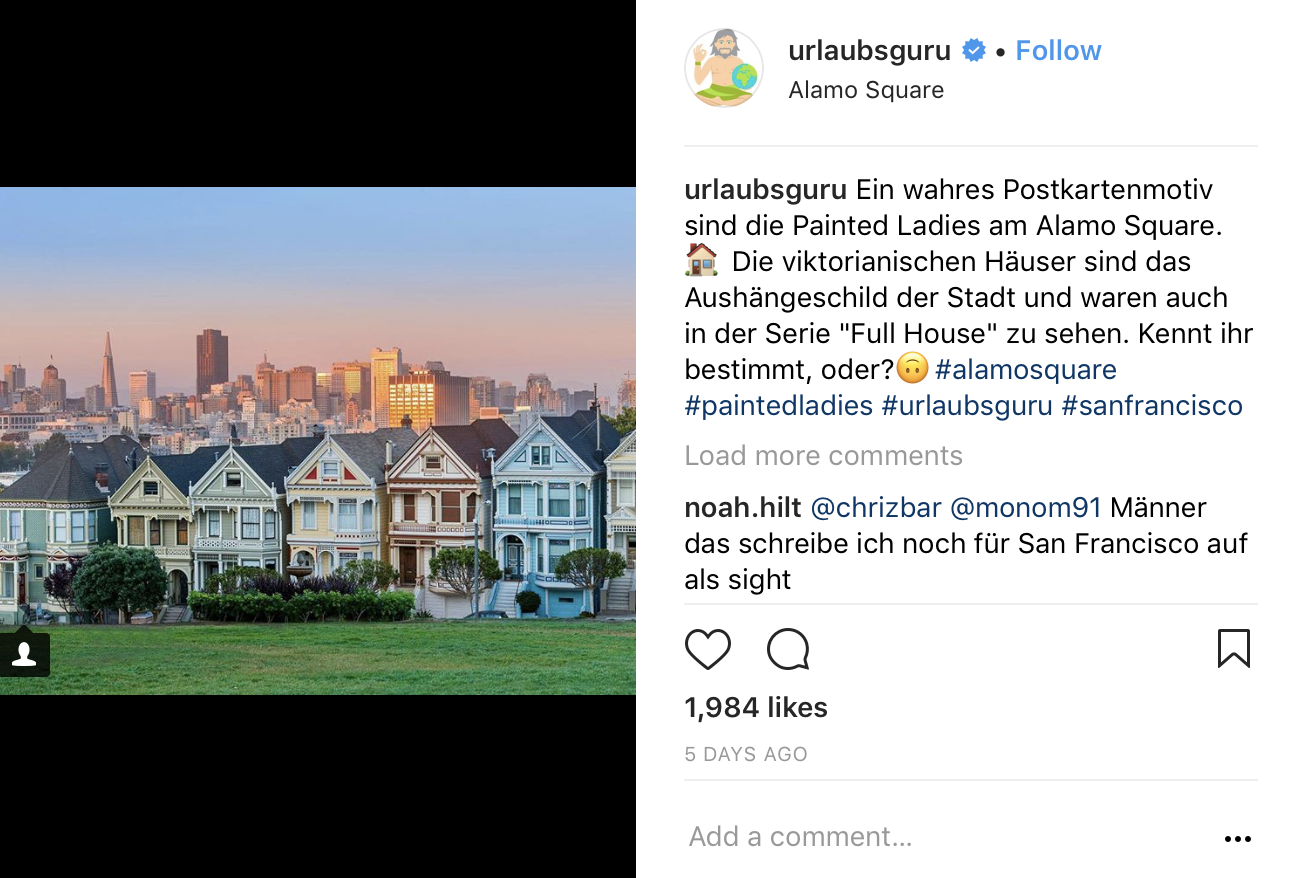 urlaubsguru • Follow
Alamo Square
urlaubsguru Ein wahres Postkartenmotiv
sind die Painted Ladies am Alamo Square.
🏠 Die viktorianischen Häuser sind das
Aushängeschild der Stadt und waren auch
in der Serie "Full House" zu sehen. Kennt ihr
bestimmt, oder?🙃 #alamosquare
#paintedladies #urlaubsguru #sanfrancisco
Load more comments
noah.hilt @chrizbar @monom91 Männer
das schreibe ich noch für San Francisco auf
als sight
1,984 likes
5 DAYS AGO
Add a comment...